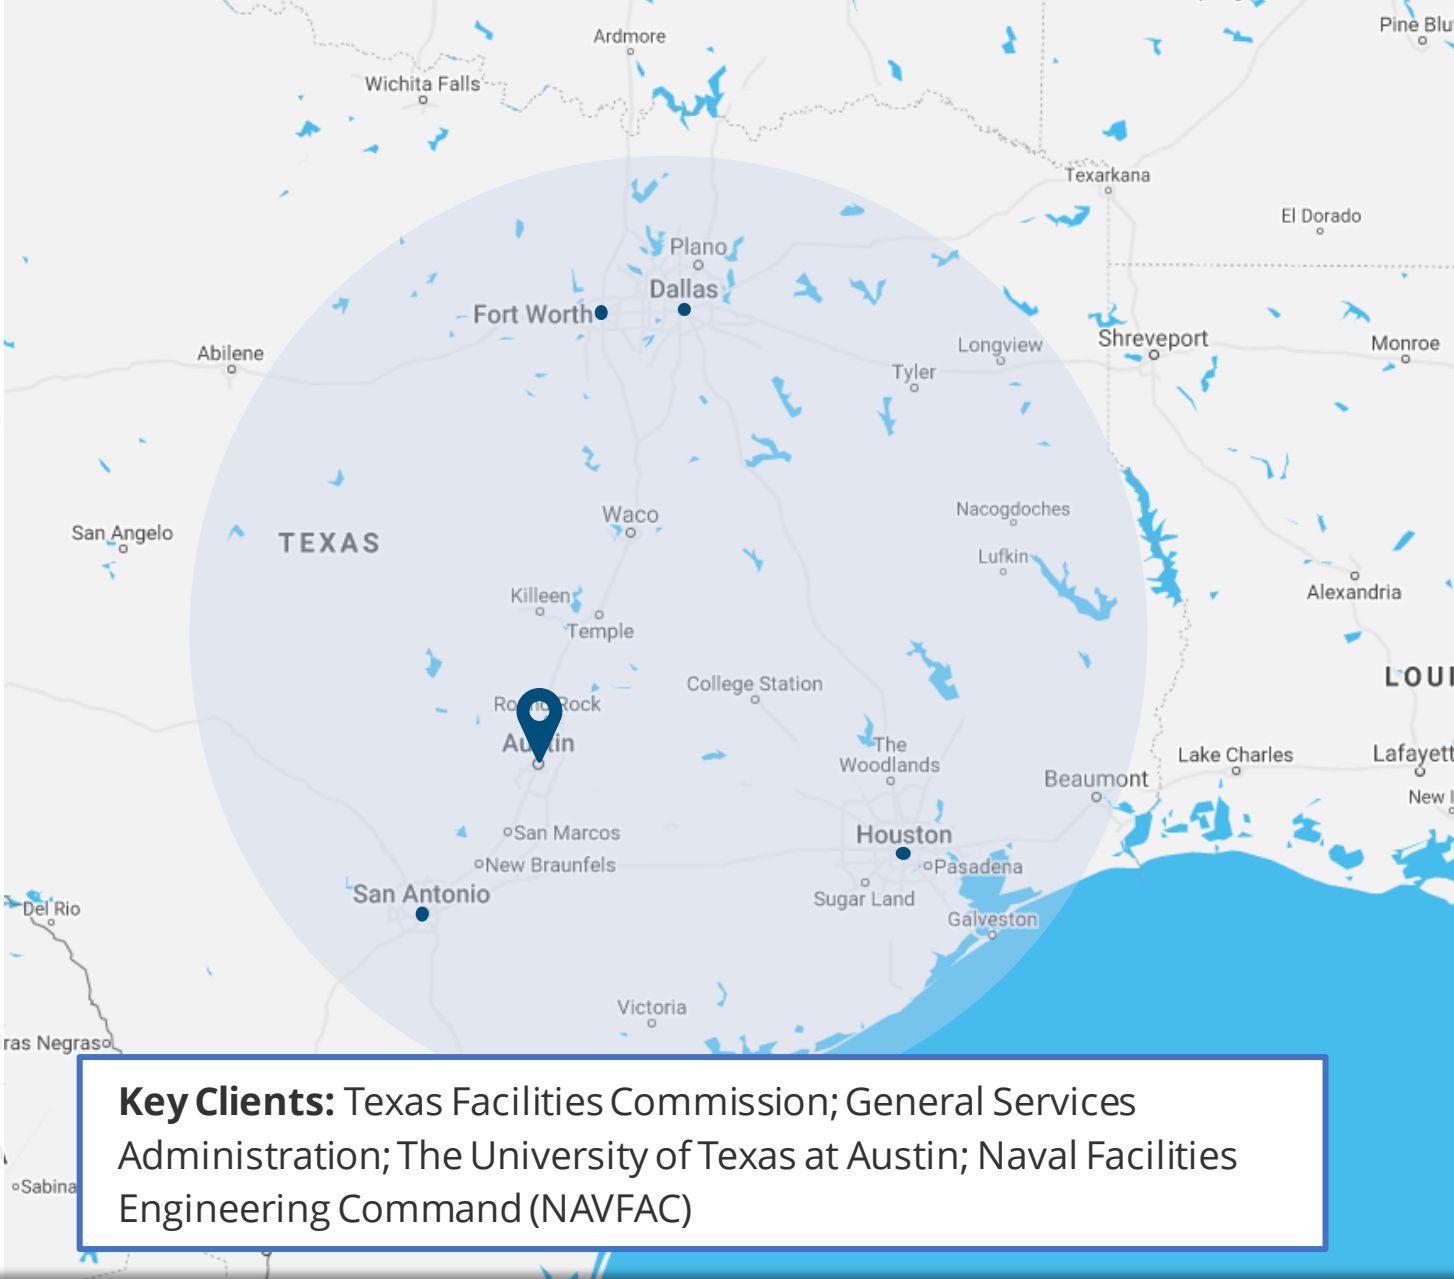 Ardmore
Pine Blu
Wichita Falls
Texarkana
El Dorado
Plano
Dallas
Fort Worth
Abilene
Longview
Shreveport
Monroe
Tyler
Waco
Nacogdoches
San Angelo
TEXAS
Lufkin
Killeen
Alexandria
Temple
College Station
LOUI
Round Rock
Austin
The
Woodlands
Lake Charles
Lafayett
Beaumont
New I
San Marcos
Houston
New Braunfels
Pasadena
San Antonio
Sugar Land
Del Rio
Galveston
Victoria
ras Negras
Key Clients: Texas Facilities Commission; General Services
Administration; The University of Texas at Austin; Naval Facilities
Engineering Command (NAVFAC)
Sabina